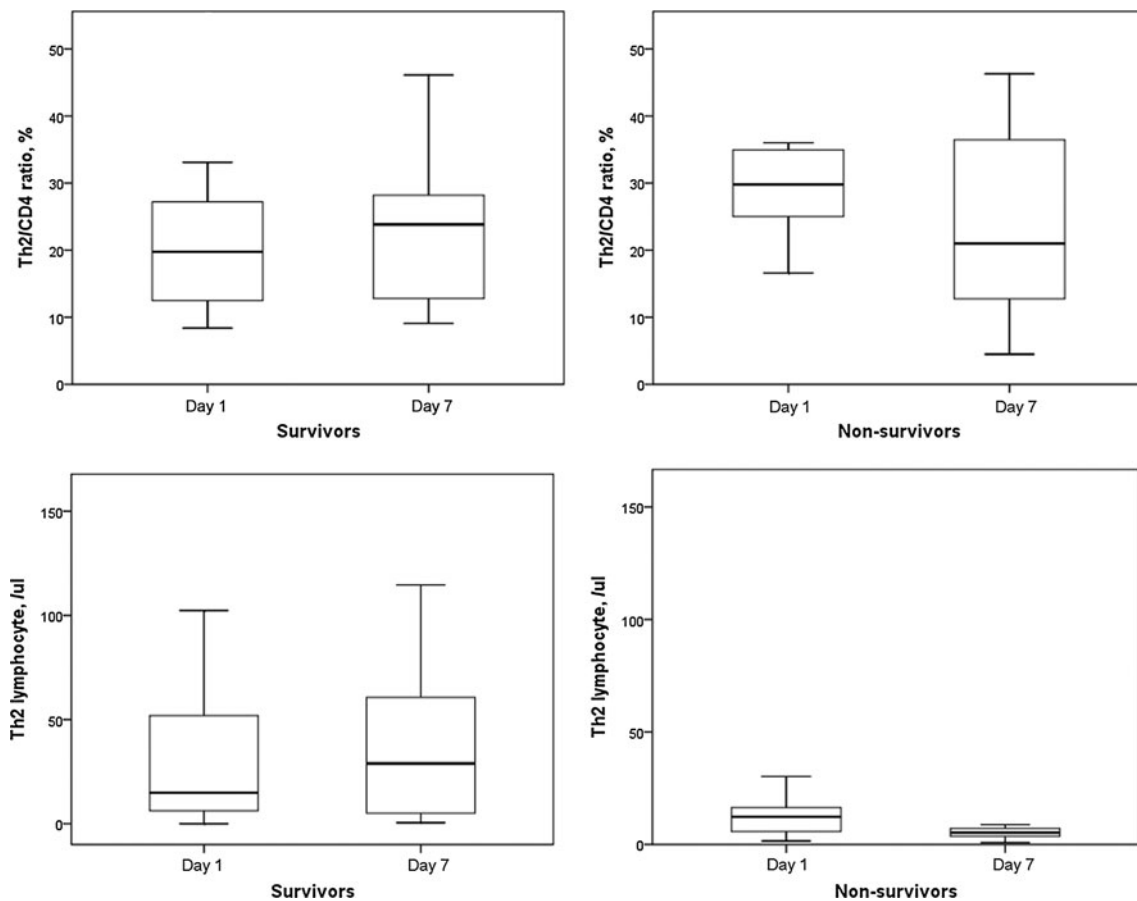 Th2/CD4 ratio, %
50
40
30
20
10
0
Day 1
Day 7
Survivors
Th2/CD4 ratio, %
50
40
30
20
10
0
Day 1
Day 7
Non-survivors
Th2 lymphocyte, /ul
150
100
50
0
Day 1
Day 7
Survivors
Th2 lymphocyte, /ul
150
100
50
0
Day 1
Day 7
Non-survivors